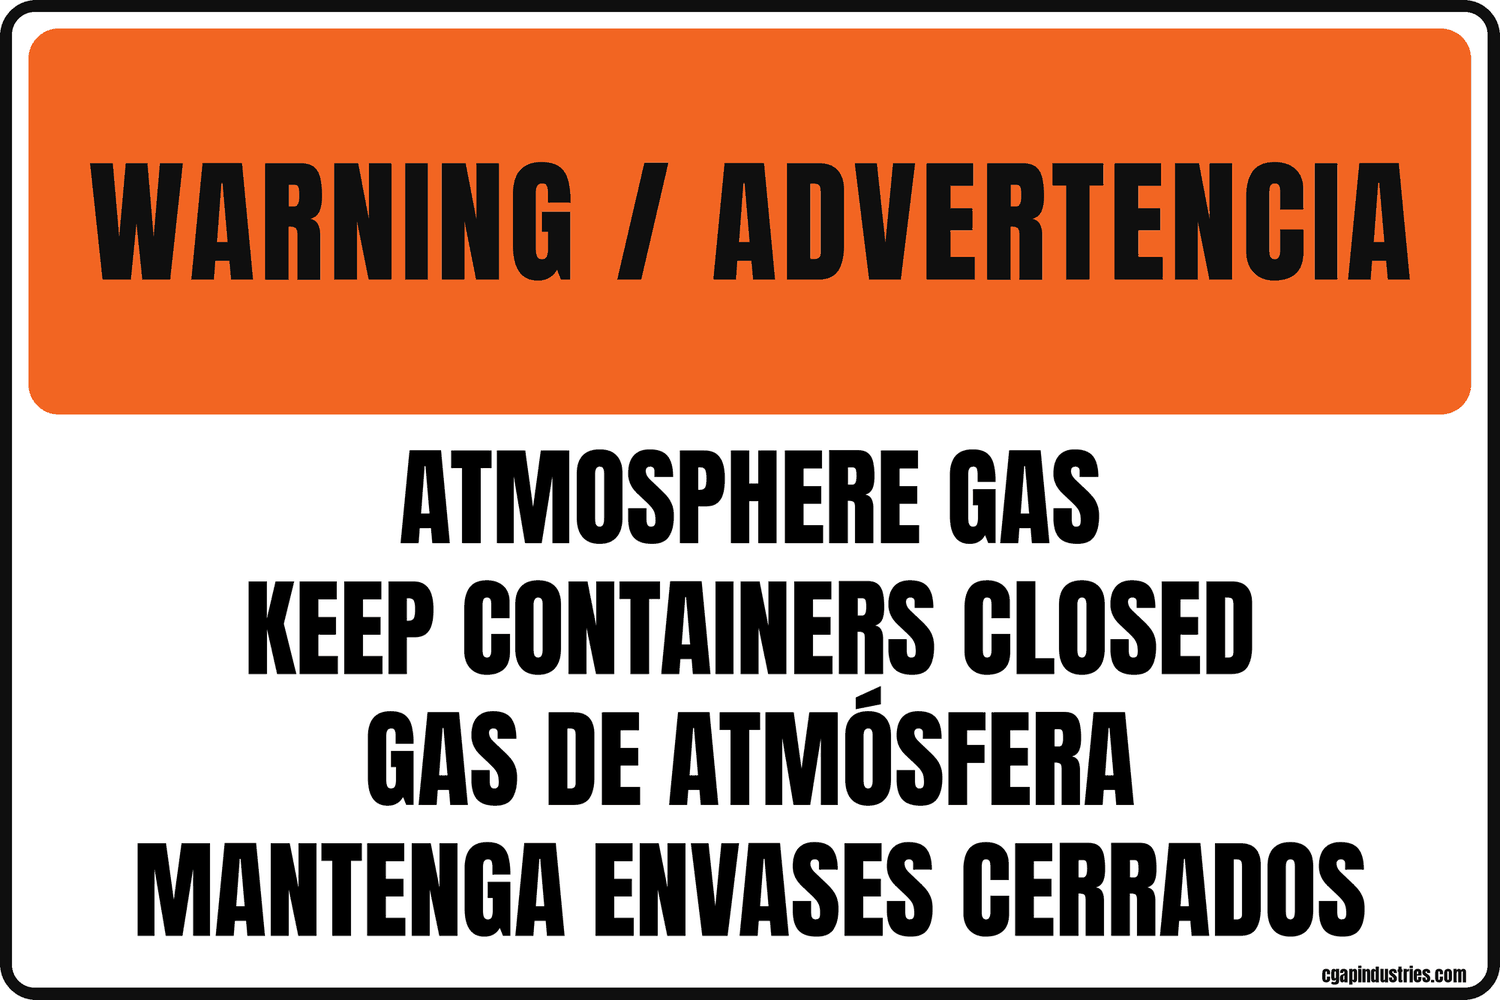 WARNING / ADVERTENCIA
ATMOSPHERE GAS
KEEP CONTAINERS CLOSED
GAS DE ATMÓSFERA
MANTENGA ENVASES CERRADOS
cgapindustries.com